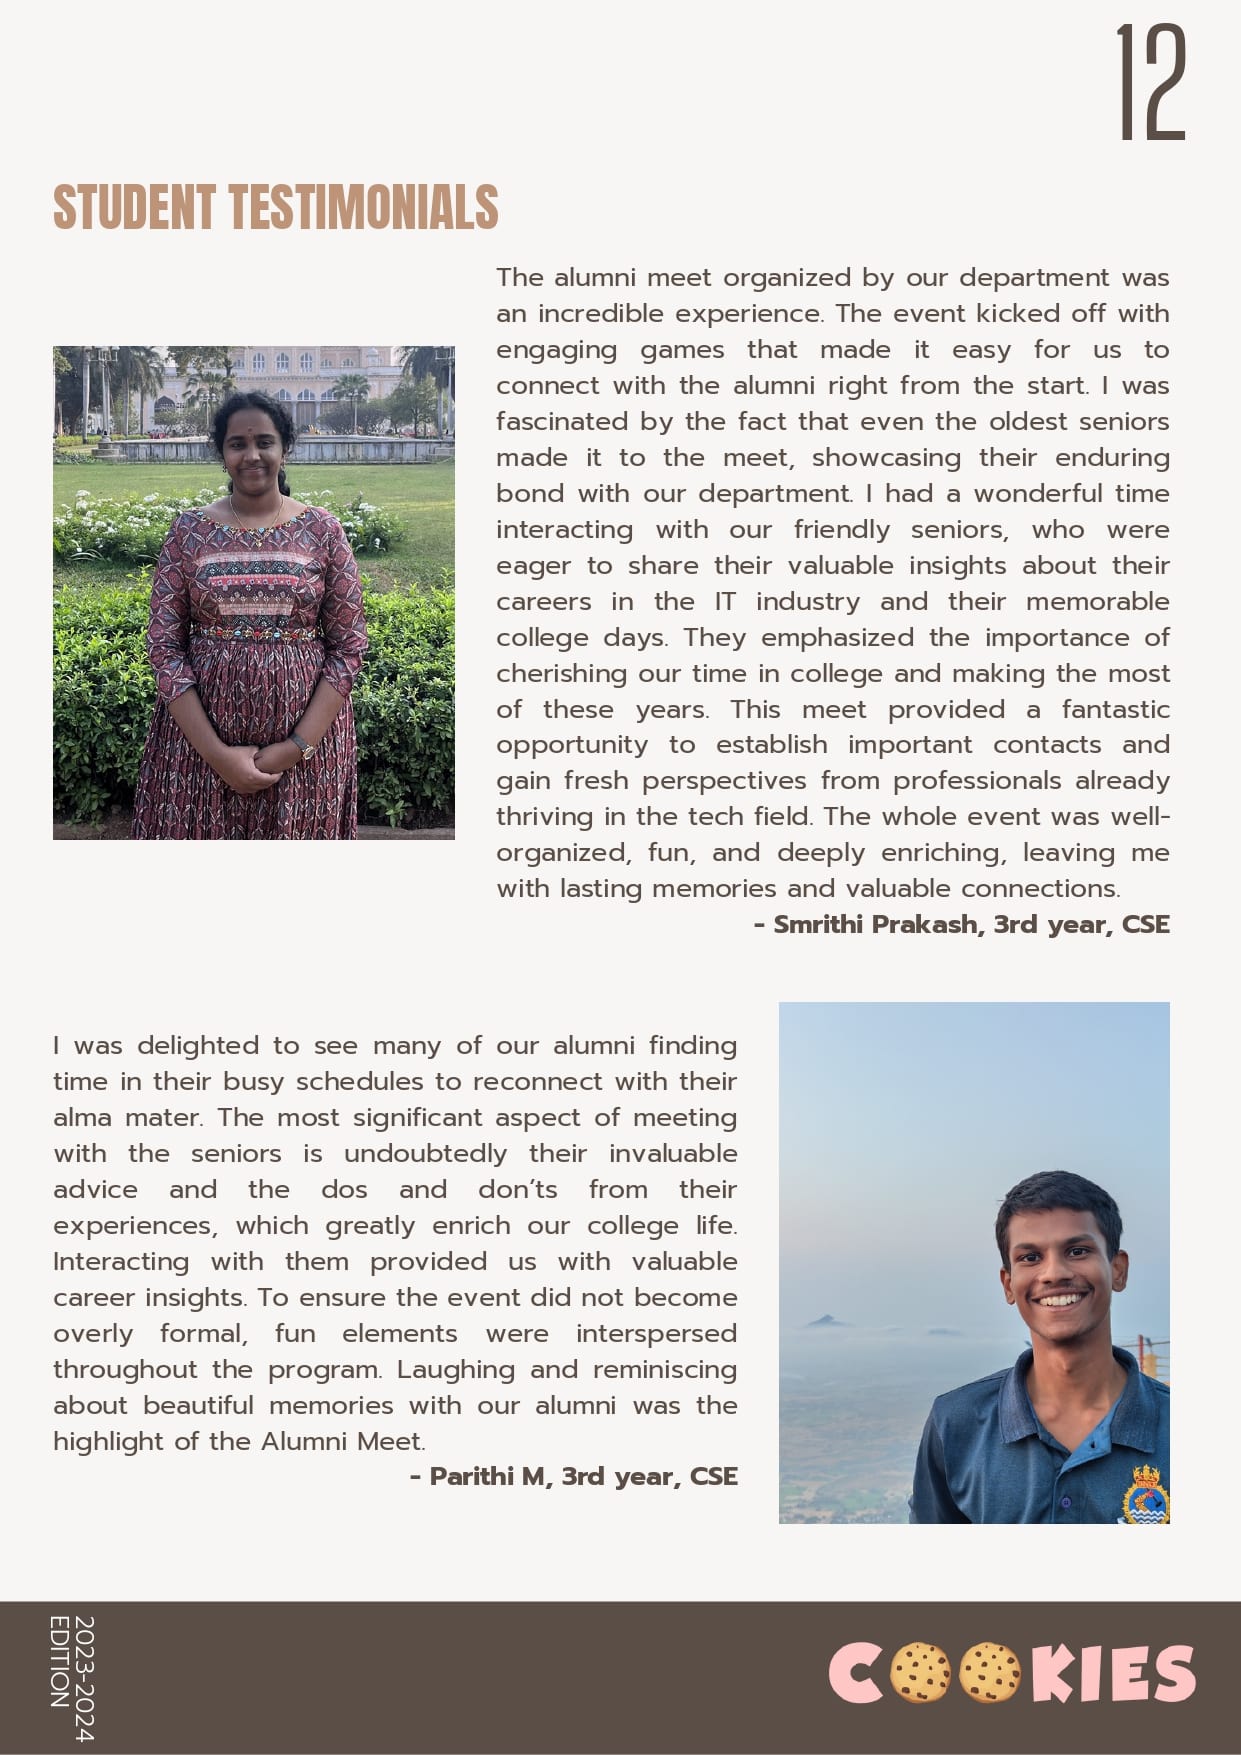 12
STUDENT TESTIMONIALS
The alumni meet organized by our department was
an incredible experience. The event kicked off with
engaging games that made it easy for us to
connect with the alumni right from the start. I was
fascinated by the fact that even the oldest seniors
made it to the meet, showcasing their enduring
bond with our department. I had a wonderful time
interacting with our friendly seniors, who were
eager to share their valuable insights about their
careers in the IT industry and their memorable
college days. They emphasized the importance of
cherishing our time in college and making the most
of these years. This meet provided a fantastic
opportunity to establish important contacts and
gain fresh perspectives from professionals already
thriving in the tech field. The whole event was well-
organized, fun, and deeply enriching, leaving me
with lasting memories and valuable connections.
- Smrithi Prakash, 3rd year, CSE
I was delighted to see many of our alumni finding
time in their busy schedules to reconnect with their
alma mater. The most significant aspect of meeting
with the seniors is undoubtedly their invaluable
advice and the dos and don’ts from their
experiences, which greatly enrich our college life.
Interacting with them provided us with valuable
career insights. To ensure the event did not become
overly formal, fun elements were interspersed
throughout the program. Laughing and reminiscing
about beautiful memories with our alumni was the
highlight of the Alumni Meet.
- Parithi M, 3rd year, CSE
2023-2024
EDITION
COOKIES